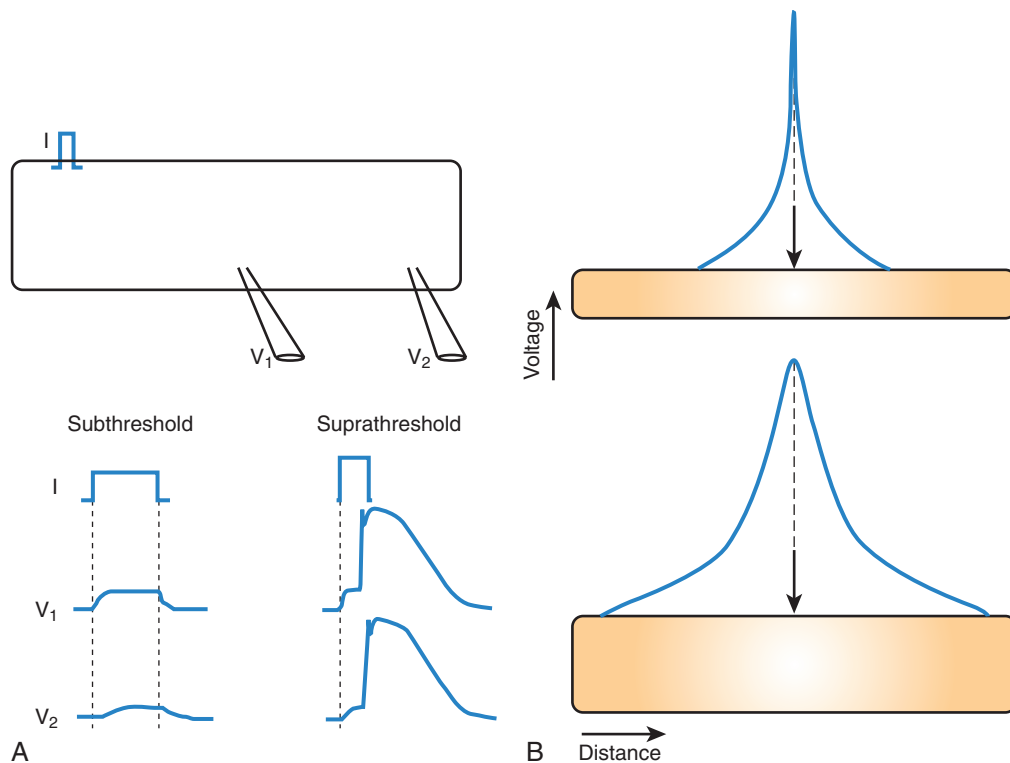 I
V₁
V₂
Subthreshold
Suprathreshold
I
V₁
V₂
A
Voltage
B
Distance